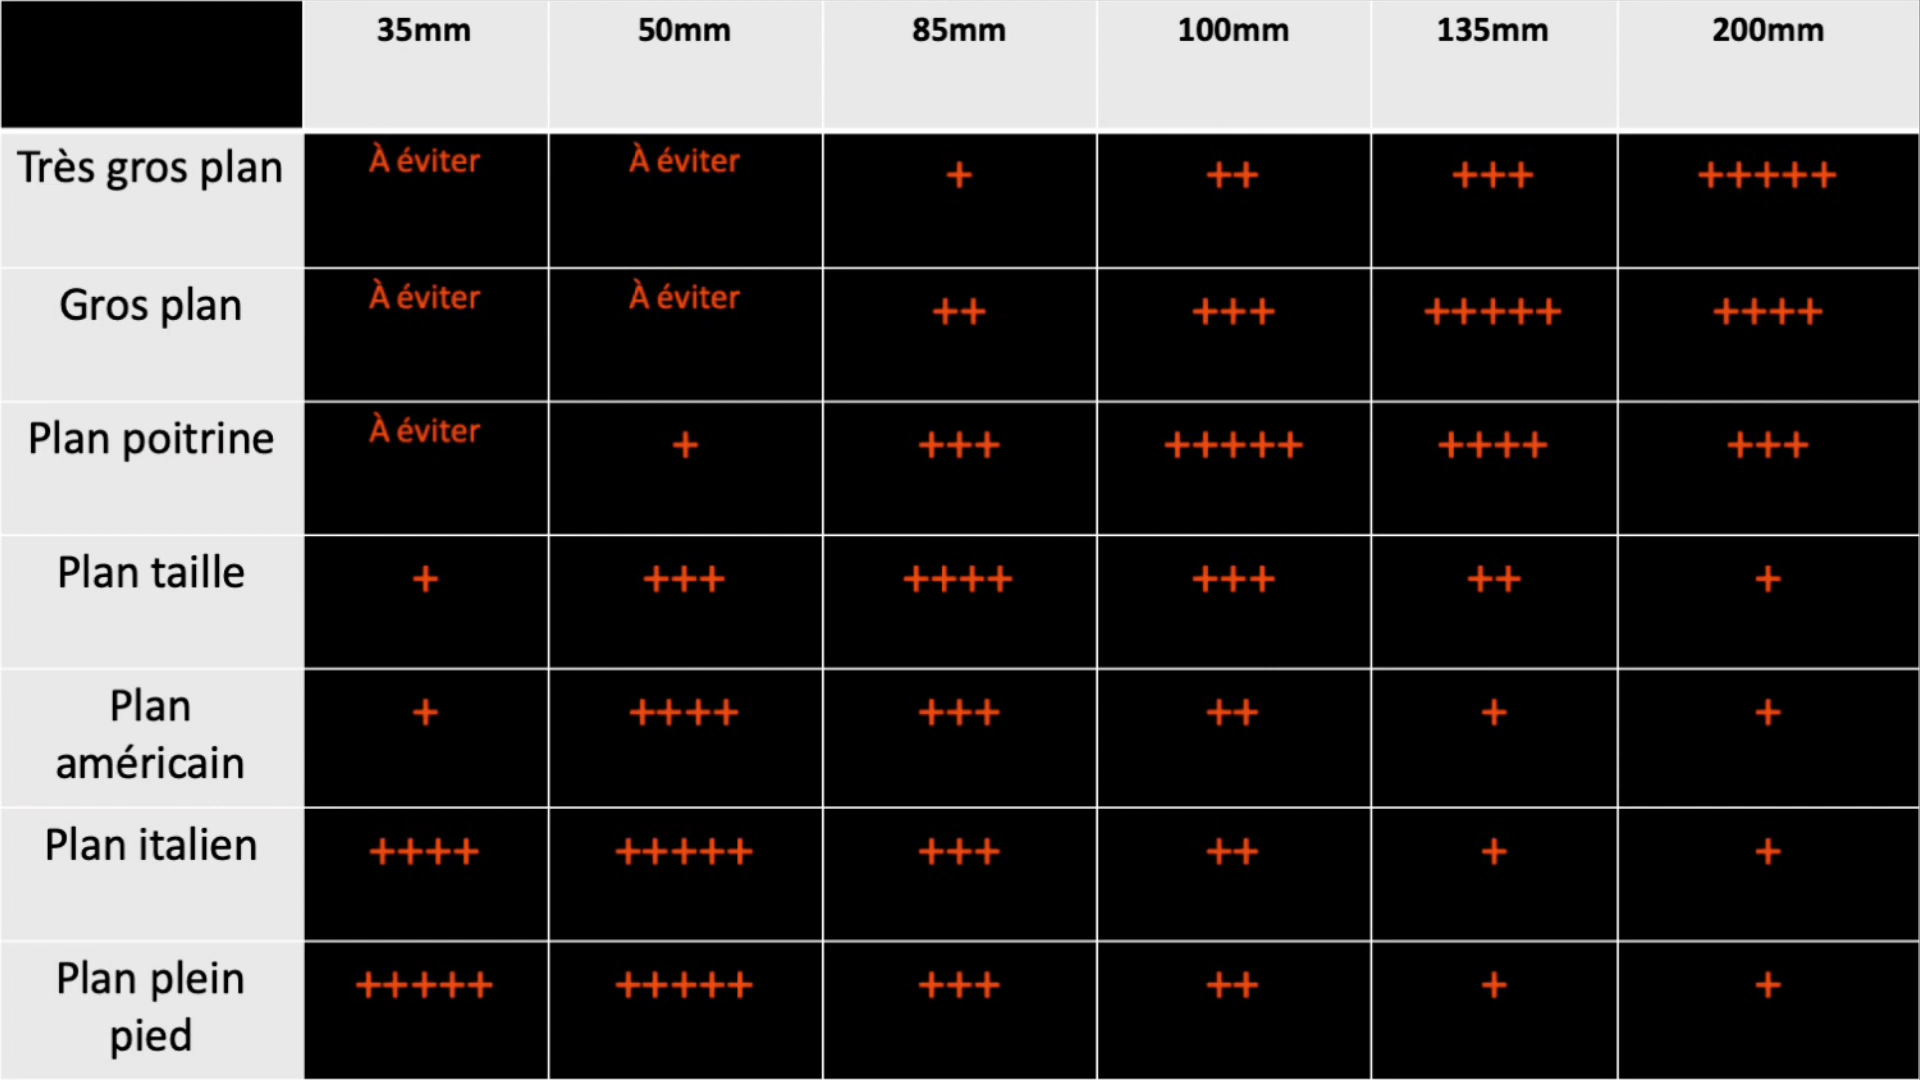 35mm 50mm 85mm 100mm 135mm 200mm
Très gros plan À éviter À éviter + ++ +++ +++++
Gros plan À éviter À éviter ++ +++ +++++ ++++
Plan poitrine À éviter + +++ +++++ ++++ +++
Plan taille + +++ ++++ +++ ++ +
Plan
américain + ++++ +++ ++ + +
Plan italien ++++ +++++ +++ ++ + +
Plan plein
pied +++++ +++++ +++ ++ + +